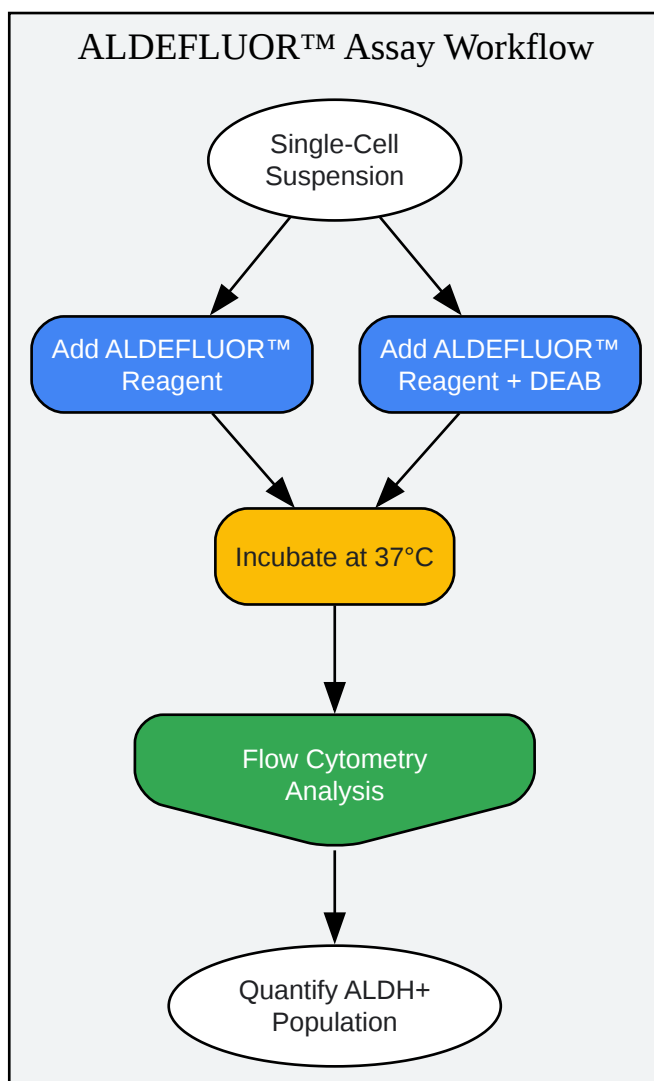 ALDEFLUOR™ Assay Workflow
Single-Cell
Suspension
Add ALDEFLUOR™
Reagent
Add ALDEFLUOR™
Reagent + DEAB
Incubate at 37°C
Flow Cytometry
Analysis
Quantify ALDH+
Population